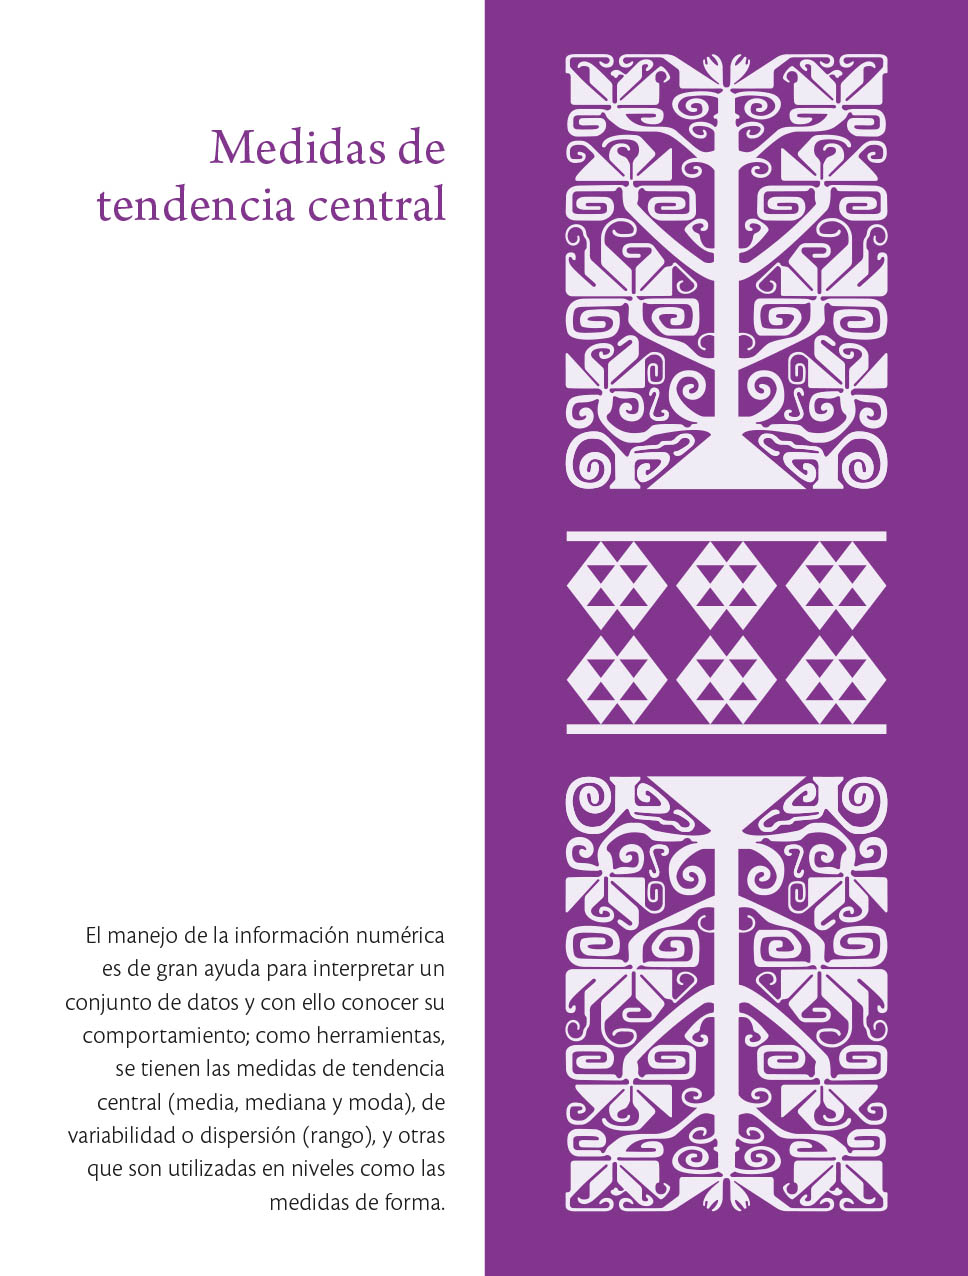 Medidas de
tendencia central
El manejo de la información numérica
es de gran ayuda para interpretar un
conjunto de datos y con ello conocer su
comportamiento; como herramientas,
se tienen las medidas de tendencia
central (media, mediana y moda), de
variabilidad o dispersión (rango), y otras
que son utilizadas en niveles como las
medidas de forma.